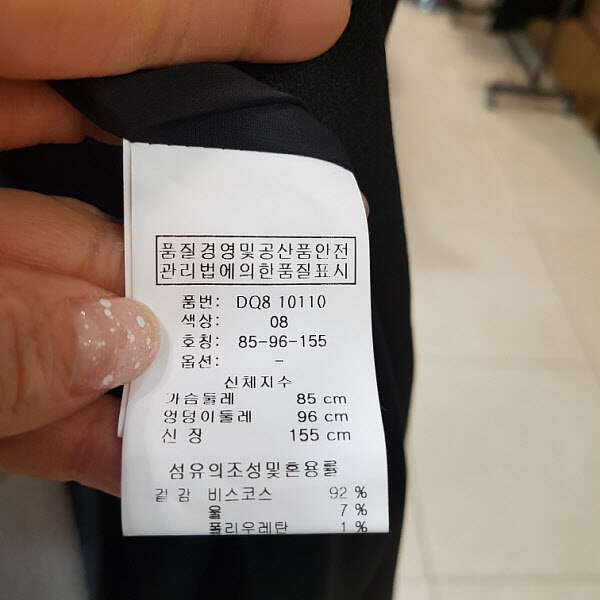 품질경영및공산품안전
관리법에의한품질표시
품번: DQ8 10110
색상: 08
호칭: 85-96-155
옵션: -
신체지수
가슴둘레 85 cm
엉덩이둘레 96 cm
신 장 155 cm
섬유의조성및혼용률
겉감 비스코스 92 %
울 7 %
폴리우레탄 1 %